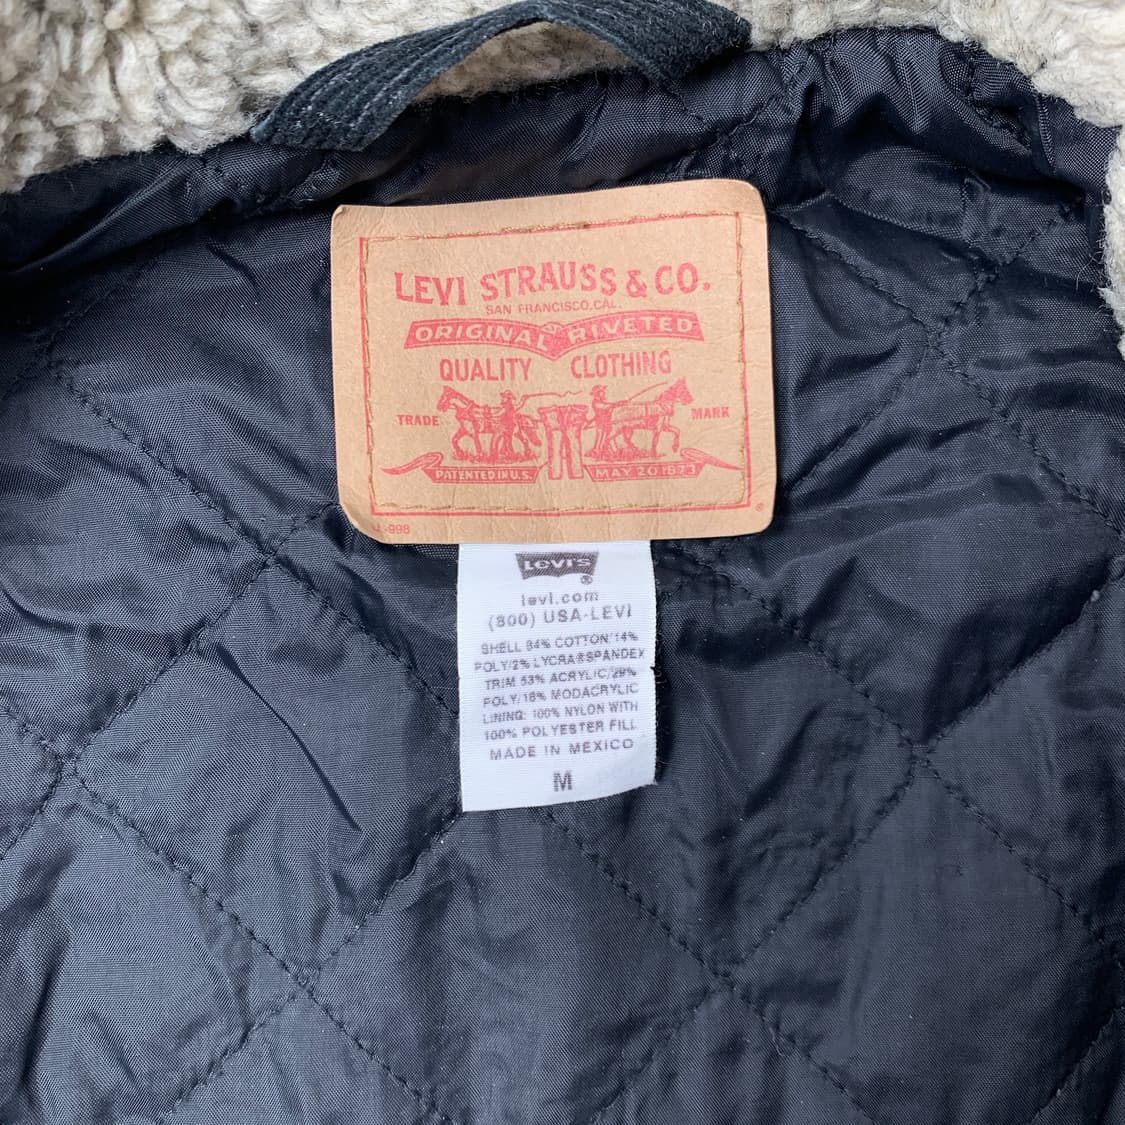 LEVI STRAUSS & CO.
SAN FRANCISCO, CAL.
ORIGINAL RIVETED
QUALITY CLOTHING
TRADE MARK
PATENTED IN U.S. MAY 20 1873
®
-998
LEVI'S
®
levi.com
(800) USA-LEVI
SHELL 84% COTTON/14%
POLY/2% LYCRA®SPANDEX
TRIM 53% ACRYLIC/29%
POLY/18% MODACRYLIC
LINING: 100% NYLON WITH
100% POLYESTER FILL
MADE IN MEXICO
M